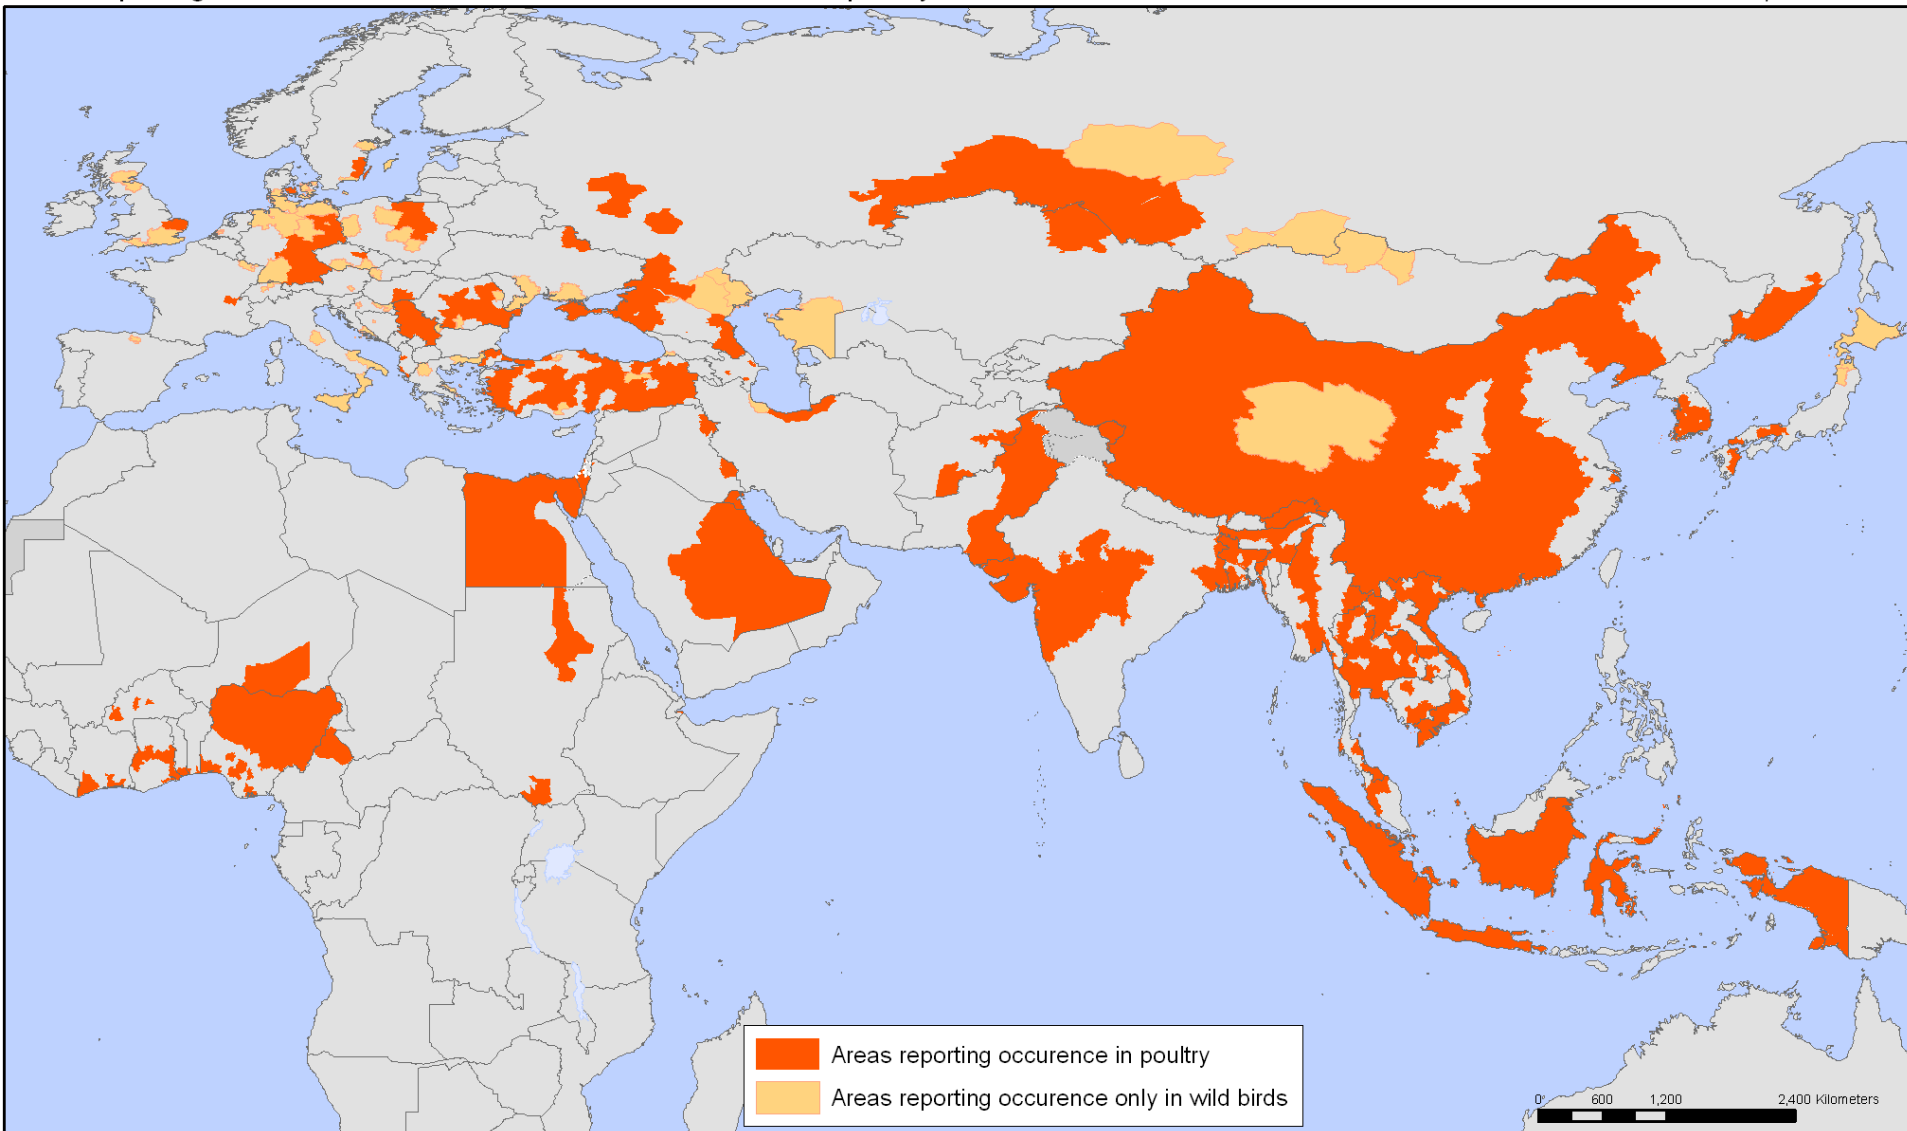 Areas reporting occurence in poultry
Areas reporting occurence only in wild birds
0 600 1,200 2,400 Kilometers